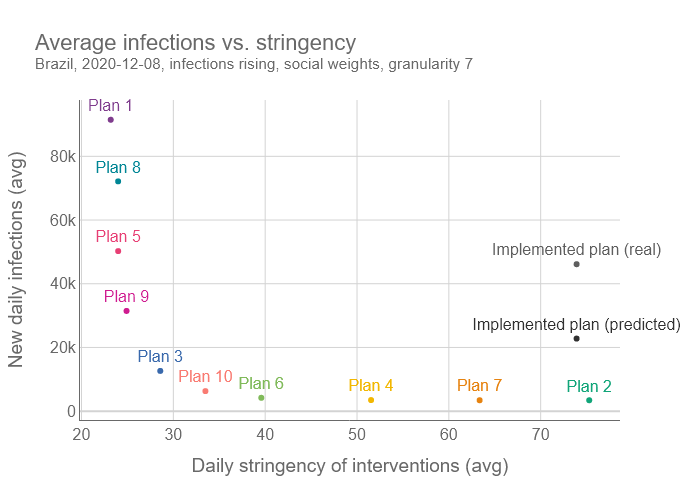 Average infections vs. stringency
Brazil, 2020-12-08, infections rising, social weights, granularity 7
Plan 1
Plan 8
80k
Plan 5
60k
Implemented plan (real)
Plan 9
40k
Implemented plan (predicted)
20k
Plan 3
Plan 10
Plan 6
Plan 4
Plan 7
Plan 2
0
20
30
40
50
60
70
New daily infections (avg)
Daily stringency of interventions (avg)